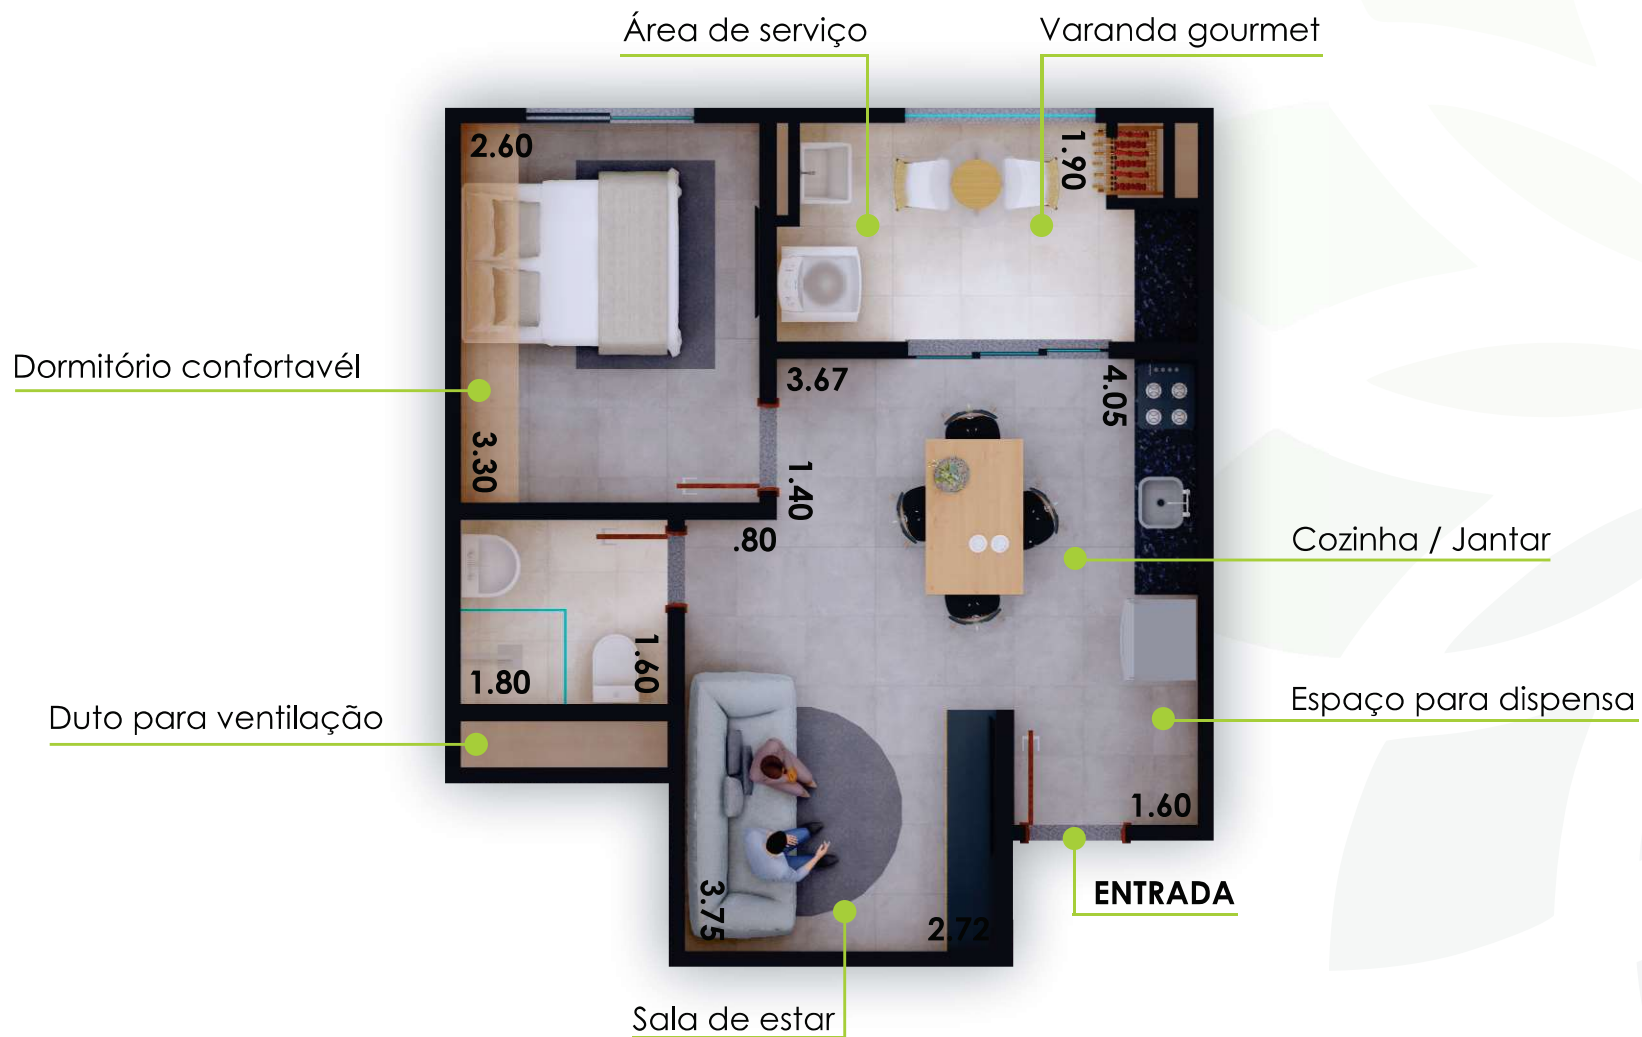 Área de serviço
Varanda gourmet
2.60
1.90
Dormitório confortavél
3.67
4.05
3.30
1.40
.80
Cozinha / Jantar
1.80
1.60
Duto para ventilação
Espaço para dispensa
1.60
ENTRADA
3.75
2.72
Sala de estar